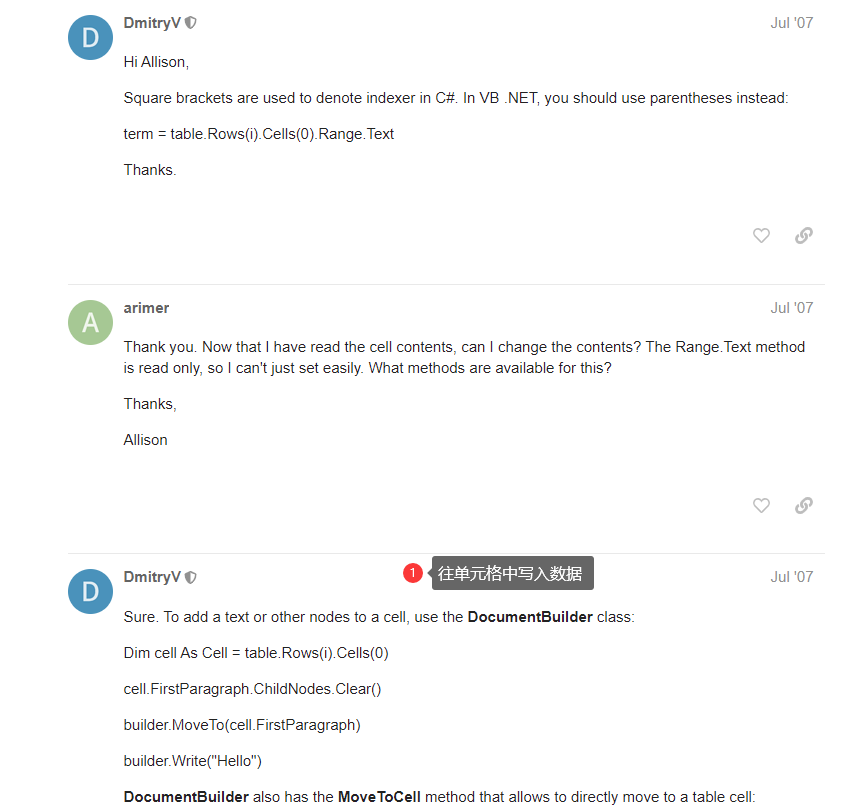 D
DmitryV
Jul '07
Hi Allison,
Square brackets are used to denote indexer in C#. In VB .NET, you should use parentheses instead:
term = table.Rows(i).Cells(0).Range.Text
Thanks.
A
arimer
Jul '07
Thank you. Now that I have read the cell contents, can I change the contents? The Range.Text method
is read only, so I can't just set easily. What methods are available for this?
Thanks,
Allison
D
DmitryV
1 往单元格中写入数据
Jul '07
Sure. To add a text or other nodes to a cell, use the DocumentBuilder class:
Dim cell As Cell = table.Rows(i).Cells(0)
cell.FirstParagraph.ChildNodes.Clear()
builder.MoveTo(cell.FirstParagraph)
builder.Write("Hello")
DocumentBuilder also has the MoveToCell method that allows to directly move to a table cell: